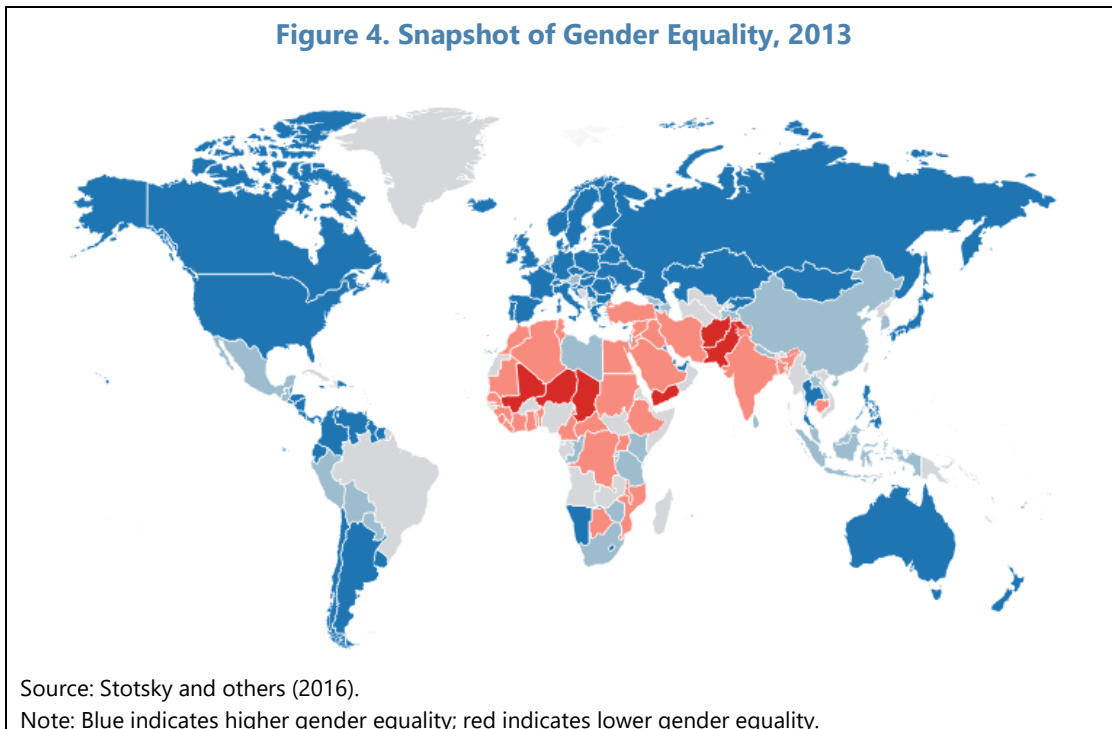 Figure 4. Snapshot of Gender Equality, 2013
Source: Stotsky and others (2016).
Note: Blue indicates higher gender equality; red indicates lower gender equality.